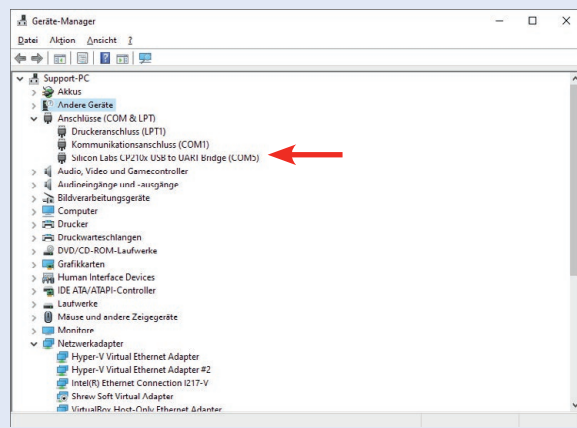 Geräte-Manager
Datei Aktion Ansicht ?
Support-PC
Akkus
Andere Geräte
Anschlüsse (COM & LPT)
Druckeranschluss (LPT1)
Kommunikationsanschluss (COM1)
Silicon Labs CP210x USB to UART Bridge (COM5)
Audio, Video und Gamecontroller
Audioeingänge und -ausgänge
Bildverarbeitungsgeräte
Computer
Drucker
Druckwarteschlangen
DVD/CD-ROM-Laufwerke
Grafikkarten
Human Interface Devices
IDE ATA/ATAPI-Controller
Laufwerke
Mäuse und andere Zeigegeräte
Monitore
Netzwerkadapter
Hyper-V Virtual Ethernet Adapter
Hyper-V Virtual Ethernet Adapter #2
Intel(R) Ethernet Connection I217-V
Shrew Soft Virtual Adapter
VirtualBox Host-Only Ethernet Adapter